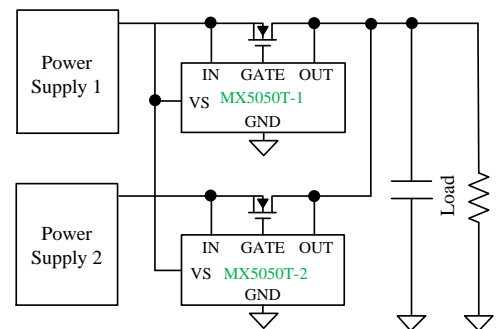 Power
Supply 1
IN GATE OUT
VS MX5050T-1
GND
Power
Supply 2
IN GATE OUT
VS MX5050T-2
GND
Load